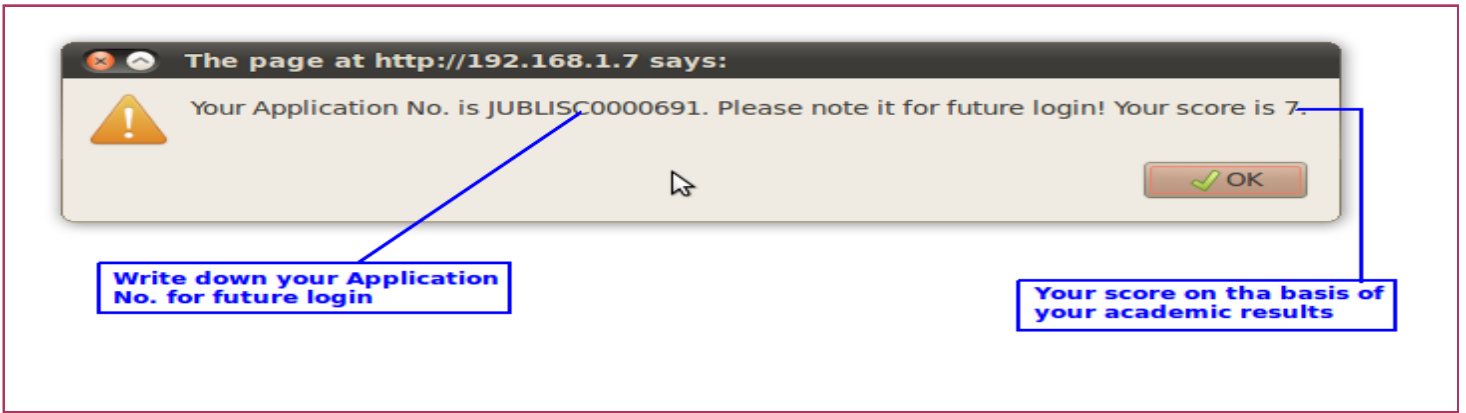 The page at http://192.168.1.7 says:
Your Application No. is JUBLISC0000691. Please note it for future login! Your score is 7.
OK
Write down your Application
No. for future login
Your score on tha basis of
your academic results